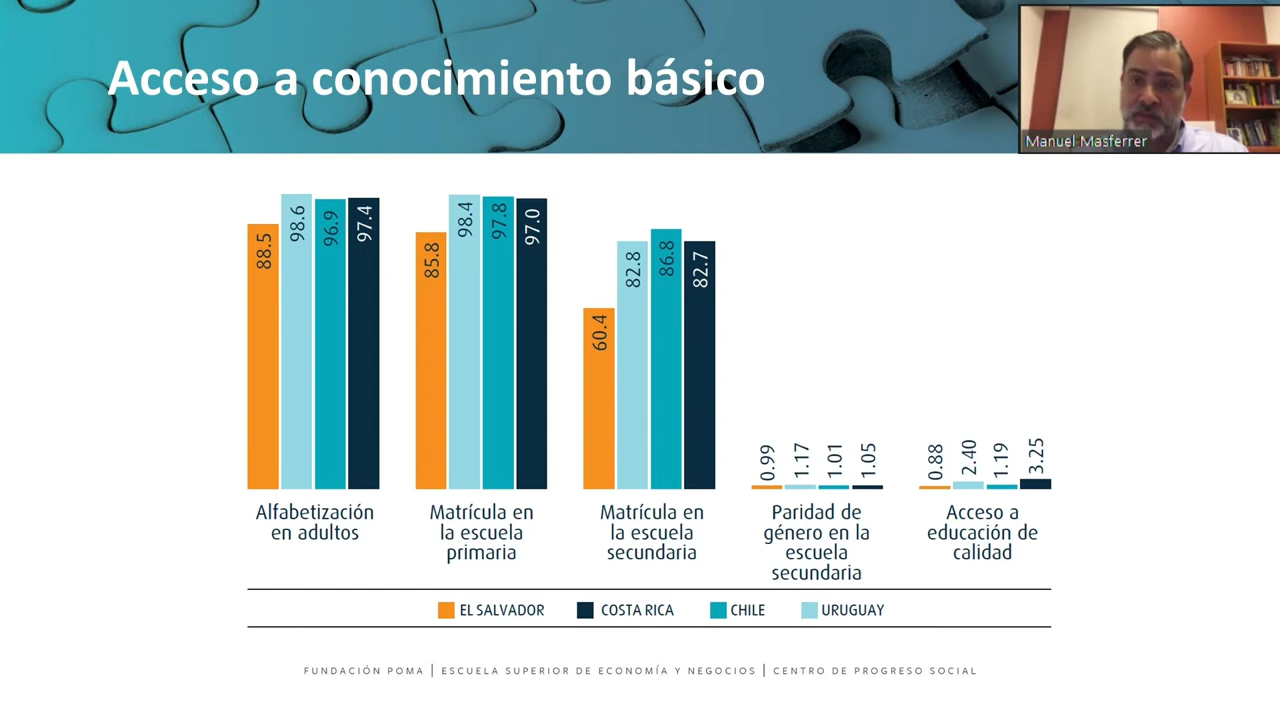 Acceso a conocimiento básico
Manuel Masferrer
88.5
98.6
96.9
97.4
85.8
98.4
97.8
97.0
60.4
82.8
86.8
82.7
0.99
1.17
1.01
1.05
0.88
2.40
1.19
3.25
Alfabetización
en adultos
Matrícula en
la escuela
primaria
Matrícula en
la escuela
secundaria
Paridad de
género en la
escuela
secundaria
Acceso a
educación de
calidad
EL SALVADOR
COSTA RICA
CHILE
URUGUAY
FUNDACIÓN POMA | ESCUELA SUPERIOR DE ECONOMÍA Y NEGOCIOS | CENTRO DE PROGRESO SOCIAL